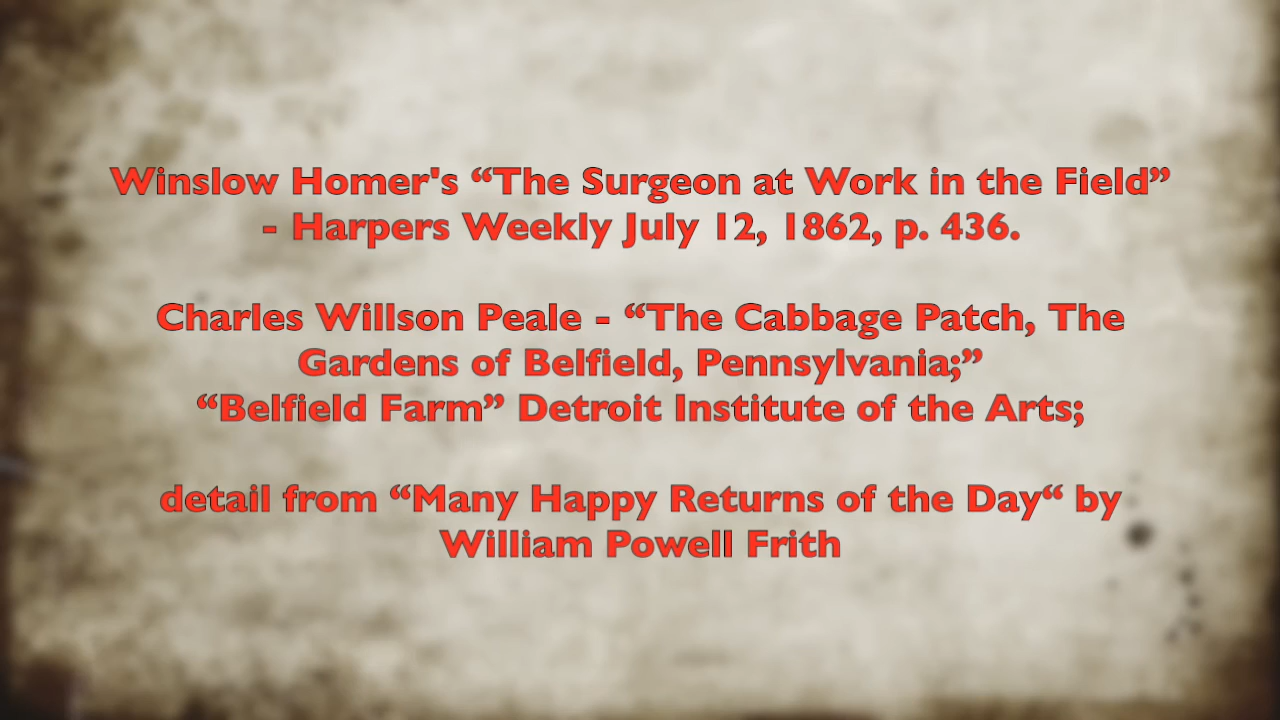 Winslow Homer's “The Surgeon at Work in the Field”
- Harpers Weekly July 12, 1862, p. 436.
Charles Willson Peale - “The Cabbage Patch, The
Gardens of Belfield, Pennsylvania;”
“Belfield Farm” Detroit Institute of the Arts;
detail from “Many Happy Returns of the Day“ by
William Powell Frith